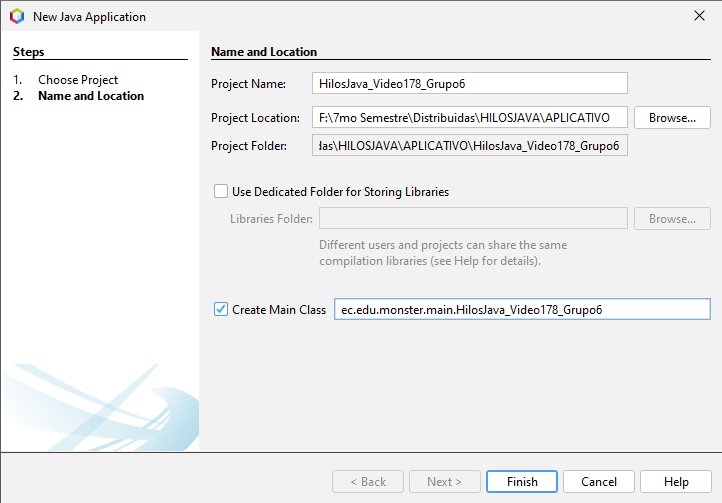 New Java Application
Steps
1. Choose Project
2. Name and Location
Name and Location
Project Name: HilosJava_Video178_Grupo6
Project Location: F:\7mo Semestre\Distribuidas\HILOSJAVA\APLICATIVO Browse...
Project Folder: das\HILOSJAVA\APLICATIVO\HilosJava_Video178_Grupo6
Use Dedicated Folder for Storing Libraries
Libraries Folder: Browse...
Different users and projects can share the same
compilation libraries (see Help for details).
Create Main Class ec.edu.monster.main.HilosJava_Video178_Grupo6
< Back Next > Finish Cancel Help